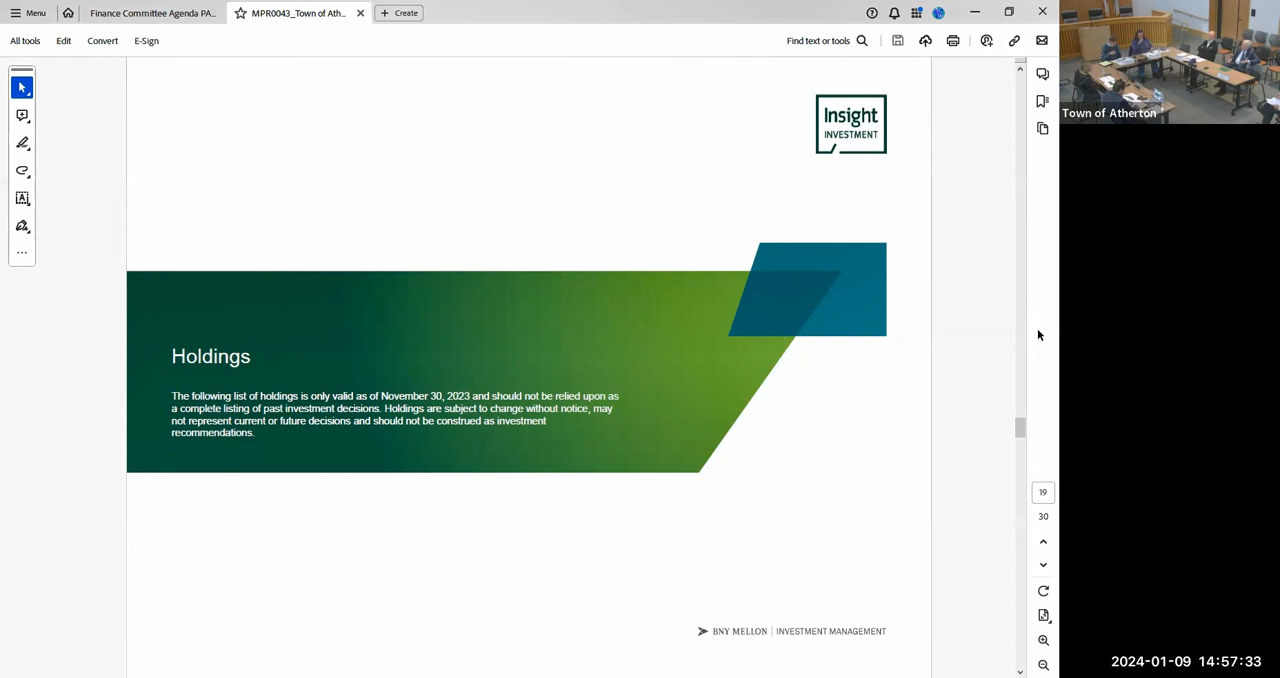 Menu
Finance Committee Agenda PA...
MPR0043_Town of Ath...
Create
All tools
Edit
Convert
E-Sign
Find text or tools
Insight
INVESTMENT
Town of Atherton
Holdings
The following list of holdings is only valid as of November 30, 2023 and should not be relied upon as
a complete listing of past investment decisions. Holdings are subject to change without notice, may
not represent current or future decisions and should not be construed as investment
recommendations.
19
30
BNY MELLON | INVESTMENT MANAGEMENT
2024-01-09 14:57:33